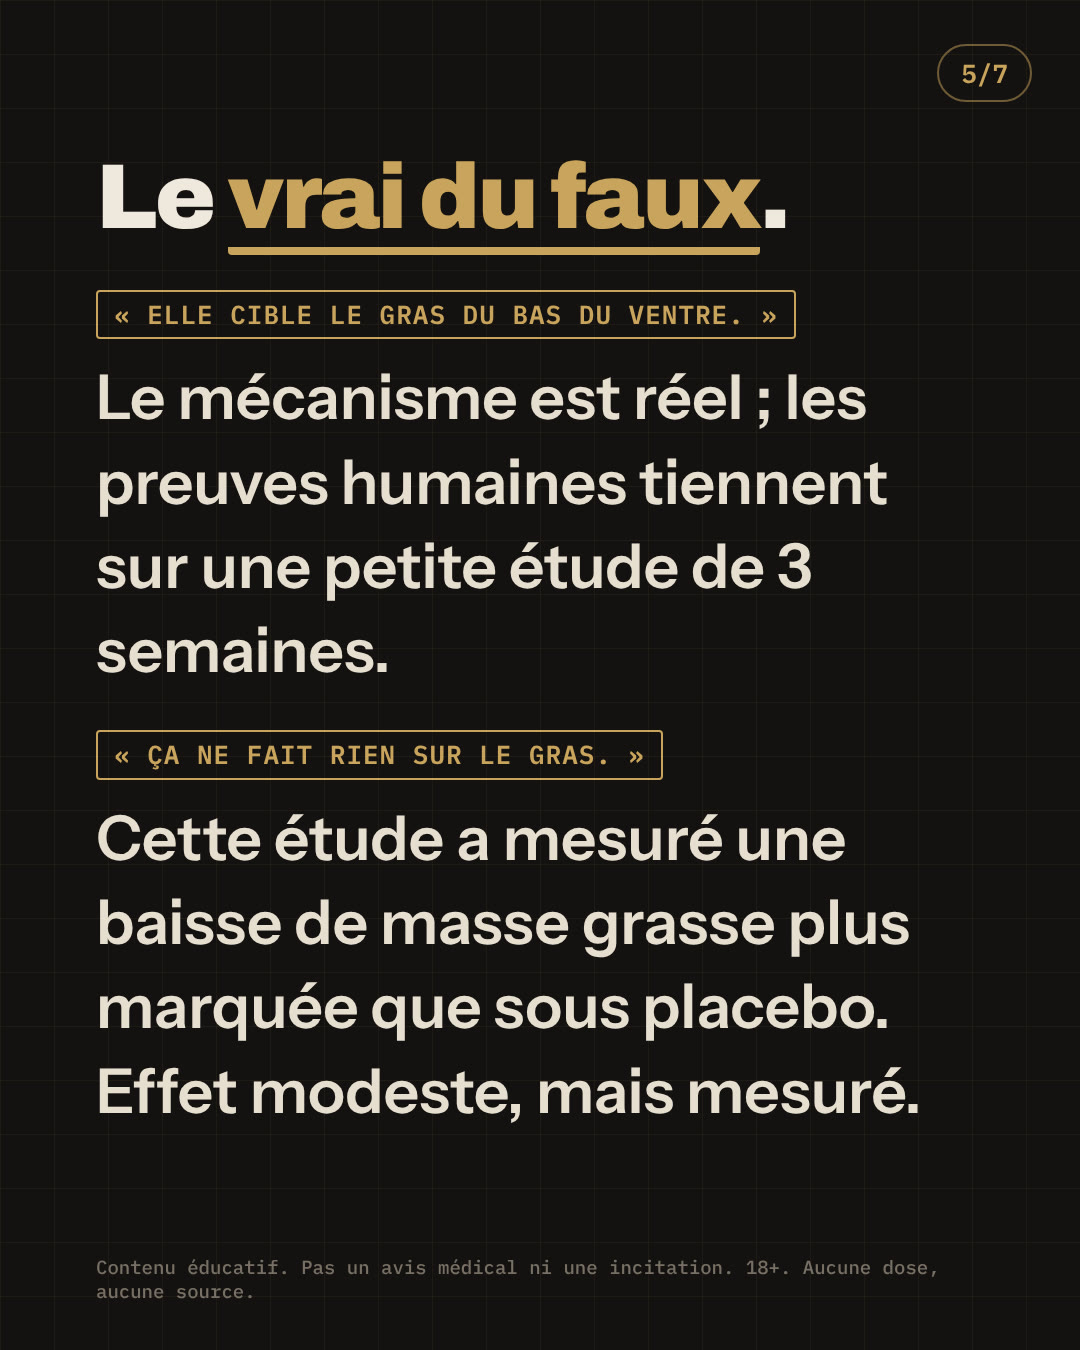 5/7
Le vrai du faux.
« ELLE CIBLE LE GRAS DU BAS DU VENTRE. »
Le mécanisme est réel ; les
preuves humaines tiennent
sur une petite étude de 3
semaines.
« ÇA NE FAIT RIEN SUR LE GRAS. »
Cette étude a mesuré une
baisse de masse grasse plus
marquée que sous placebo.
Effet modeste, mais mesuré.
Contenu éducatif. Pas un avis médical ni une incitation. 18+. Aucune dose,
aucune source.